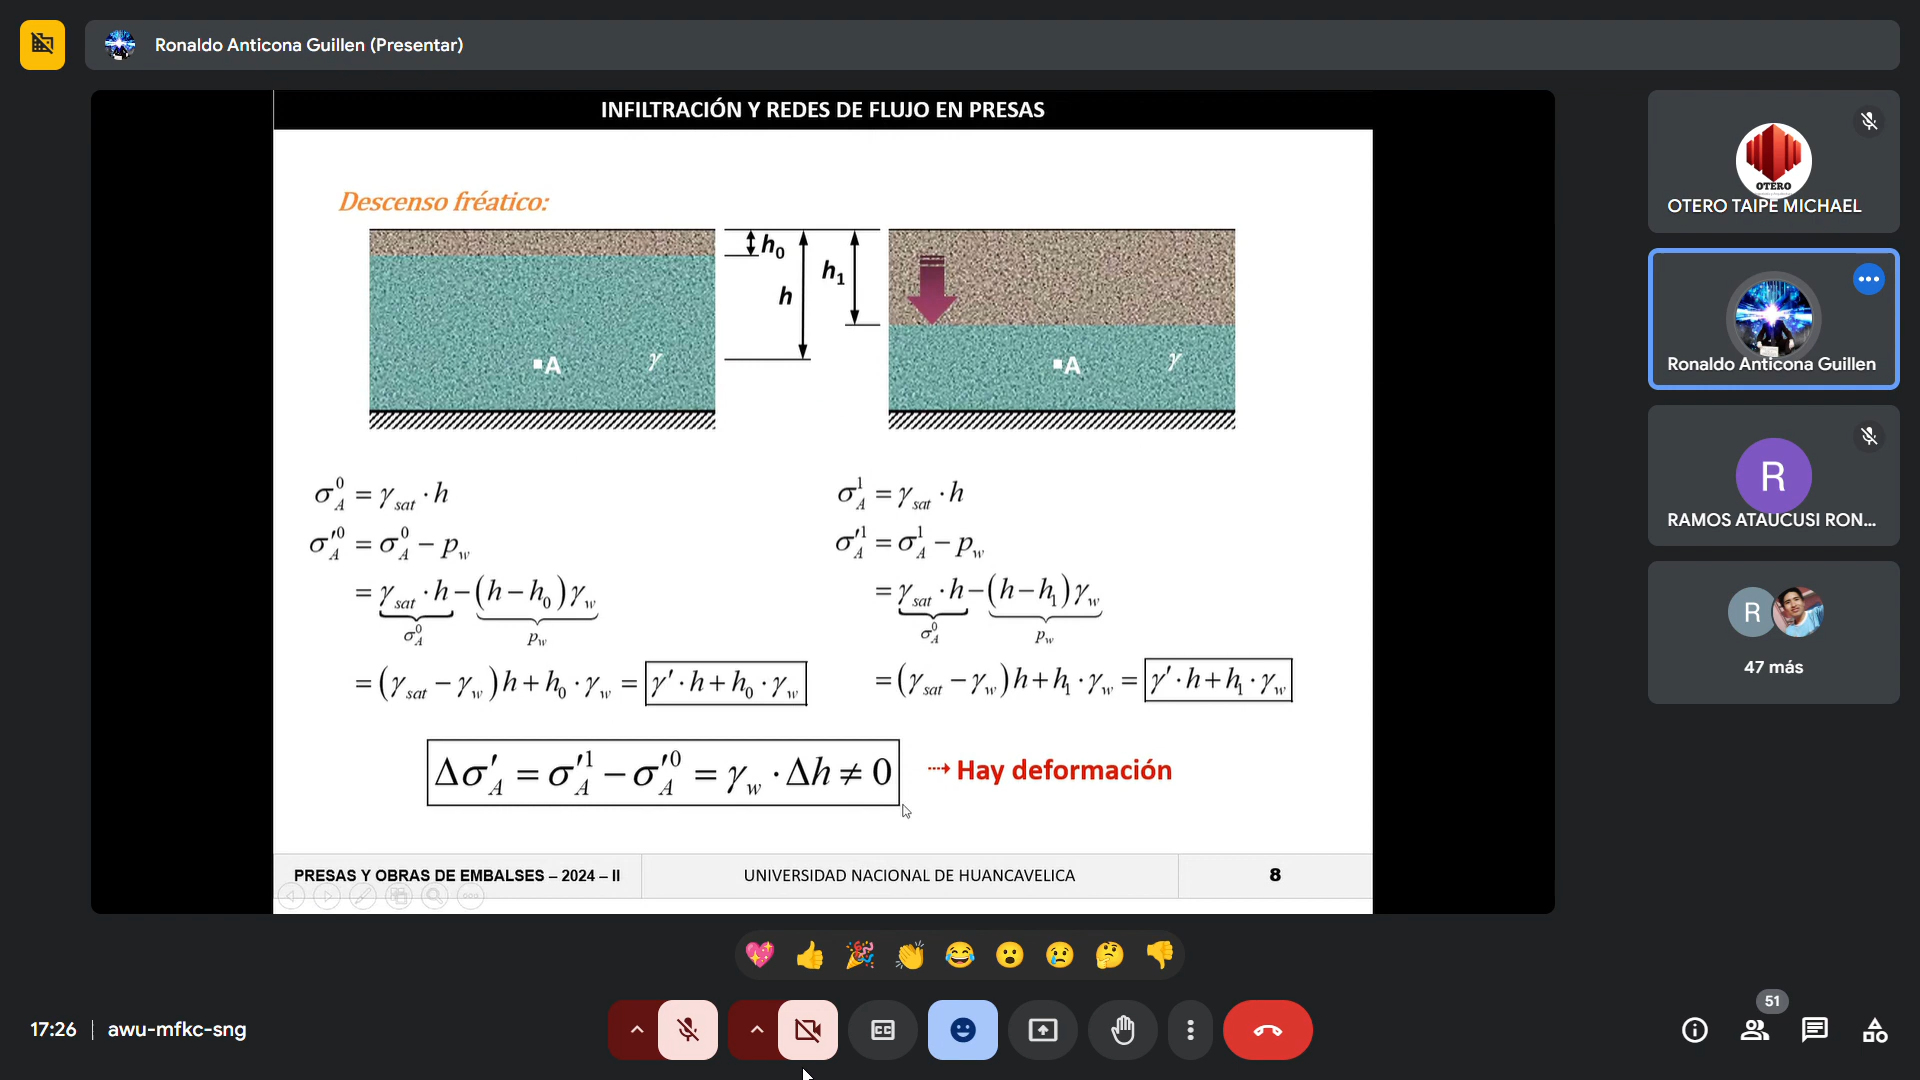 Ronaldo Anticona Guillen (Presentar)
INFILTRACIÓN Y REDES DE FLUJO EN PRESAS
Descenso fréatico:
h₀
h
h₁
A γ
A γ
σ_A^0 = γ_sat · h
σ'_A^0 = σ_A^0 − p_w
= γ_sat · h − (h − h₀)γ_w
σ_A^0 p_w
= (γ_sat − γ_w)h + h₀ · γ_w = γ' · h + h₀ · γ_w
σ_A^1 = γ_sat · h
σ'_A^1 = σ_A^1 − p_w
= γ_sat · h − (h − h₁)γ_w
σ_A^0 p_w
= (γ_sat − γ_w)h + h₁ · γ_w = γ' · h + h₁ · γ_w
Δσ'_A = σ'_A^1 − σ'_A^0 = γ_w · Δh ≠ 0
⇢ Hay deformación
PRESAS Y OBRAS DE EMBALSES – 2024 – II
UNIVERSIDAD NACIONAL DE HUANCAVELICA
8
OTERO
OTERO TAIPE MICHAEL
Ronaldo Anticona Guillen
R
RAMOS ATAUCUSI RON...
R
47 más
17:26 | awu-mfkc-sng
CC
51